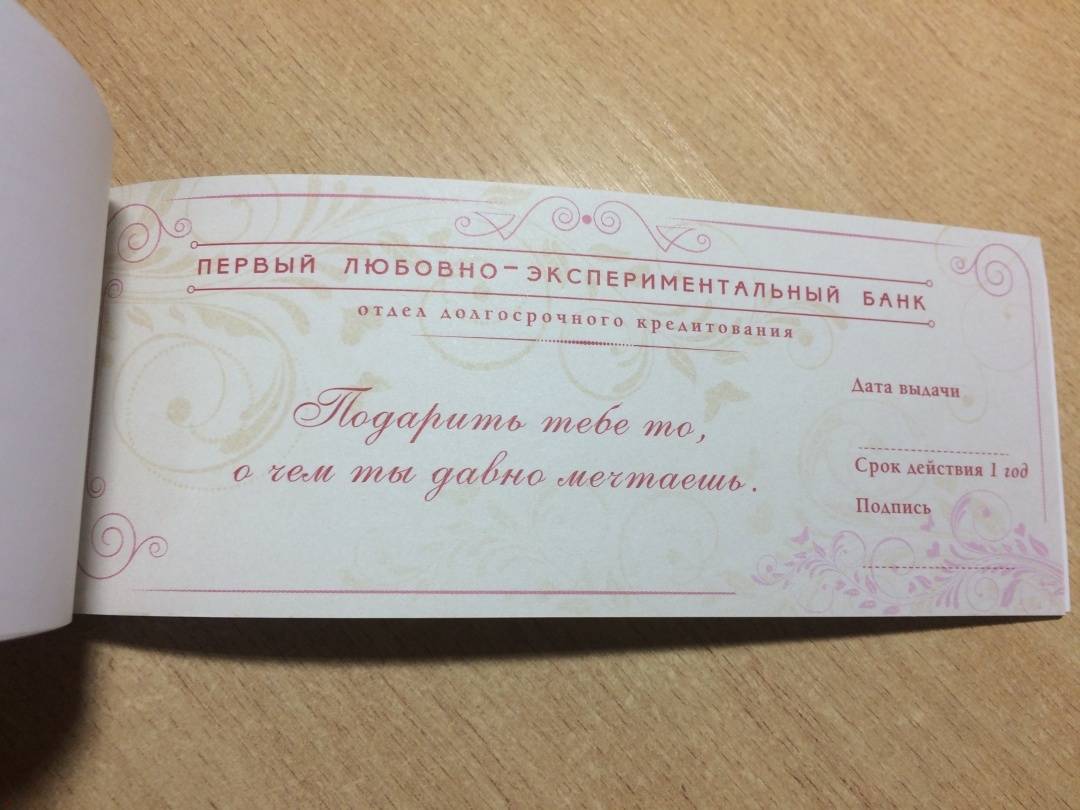 ПЕРВЫЙ ЛЮБОВНО-ЭКСПЕРИМЕНТАЛЬНЫЙ БАНК
отдел долгосрочного кредитования
Подарить тебе то,
о чем ты давно мечтаешь.
Дата выдачи
Срок действия 1 год
Подпись